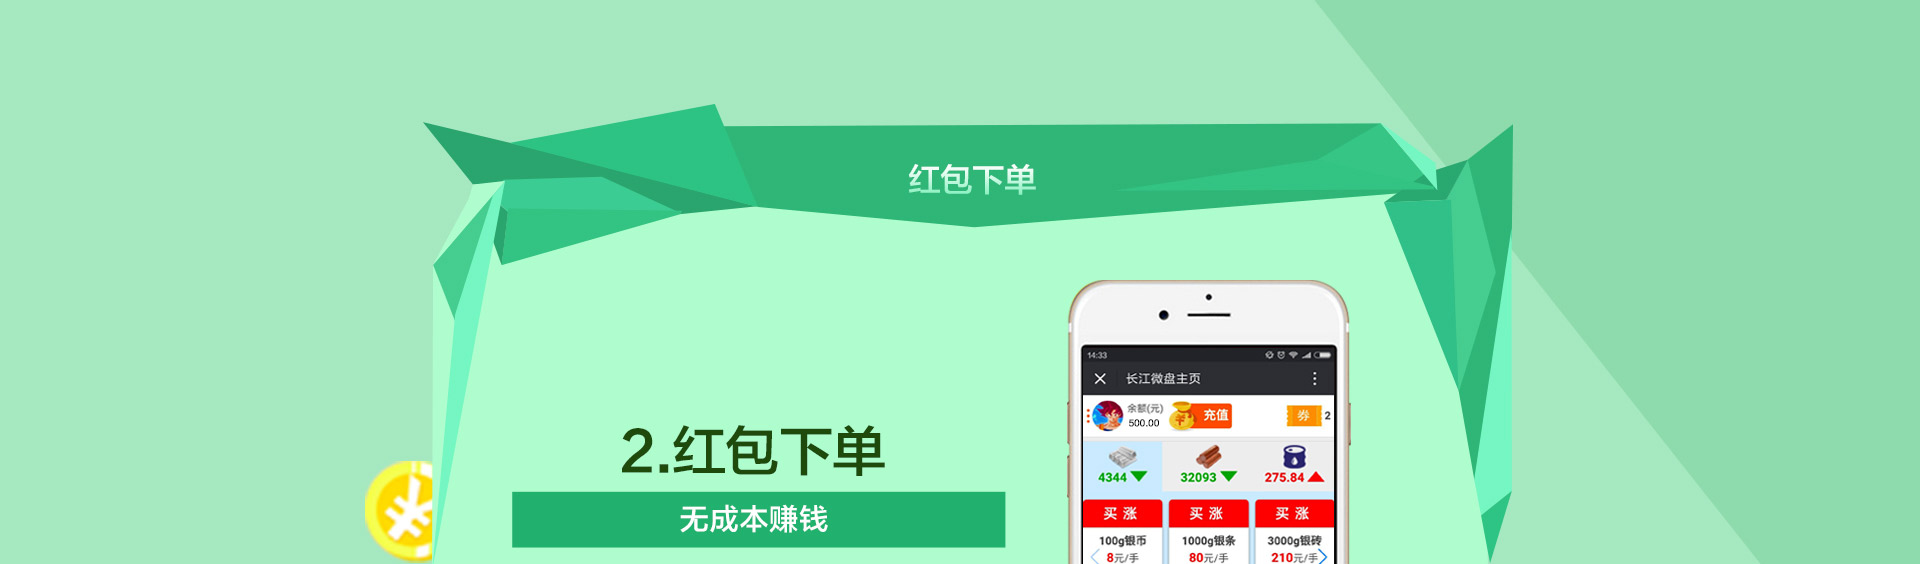 红包下单
2.红包下单
无成本赚钱
14:33
长江微盘主页
余额(元)
500.00
充值
券
2
4344
32093
275.84
买 涨
买 涨
买 涨
100g银币
1000g银条
3000g银砖
8元/手
80元/手
210元/手